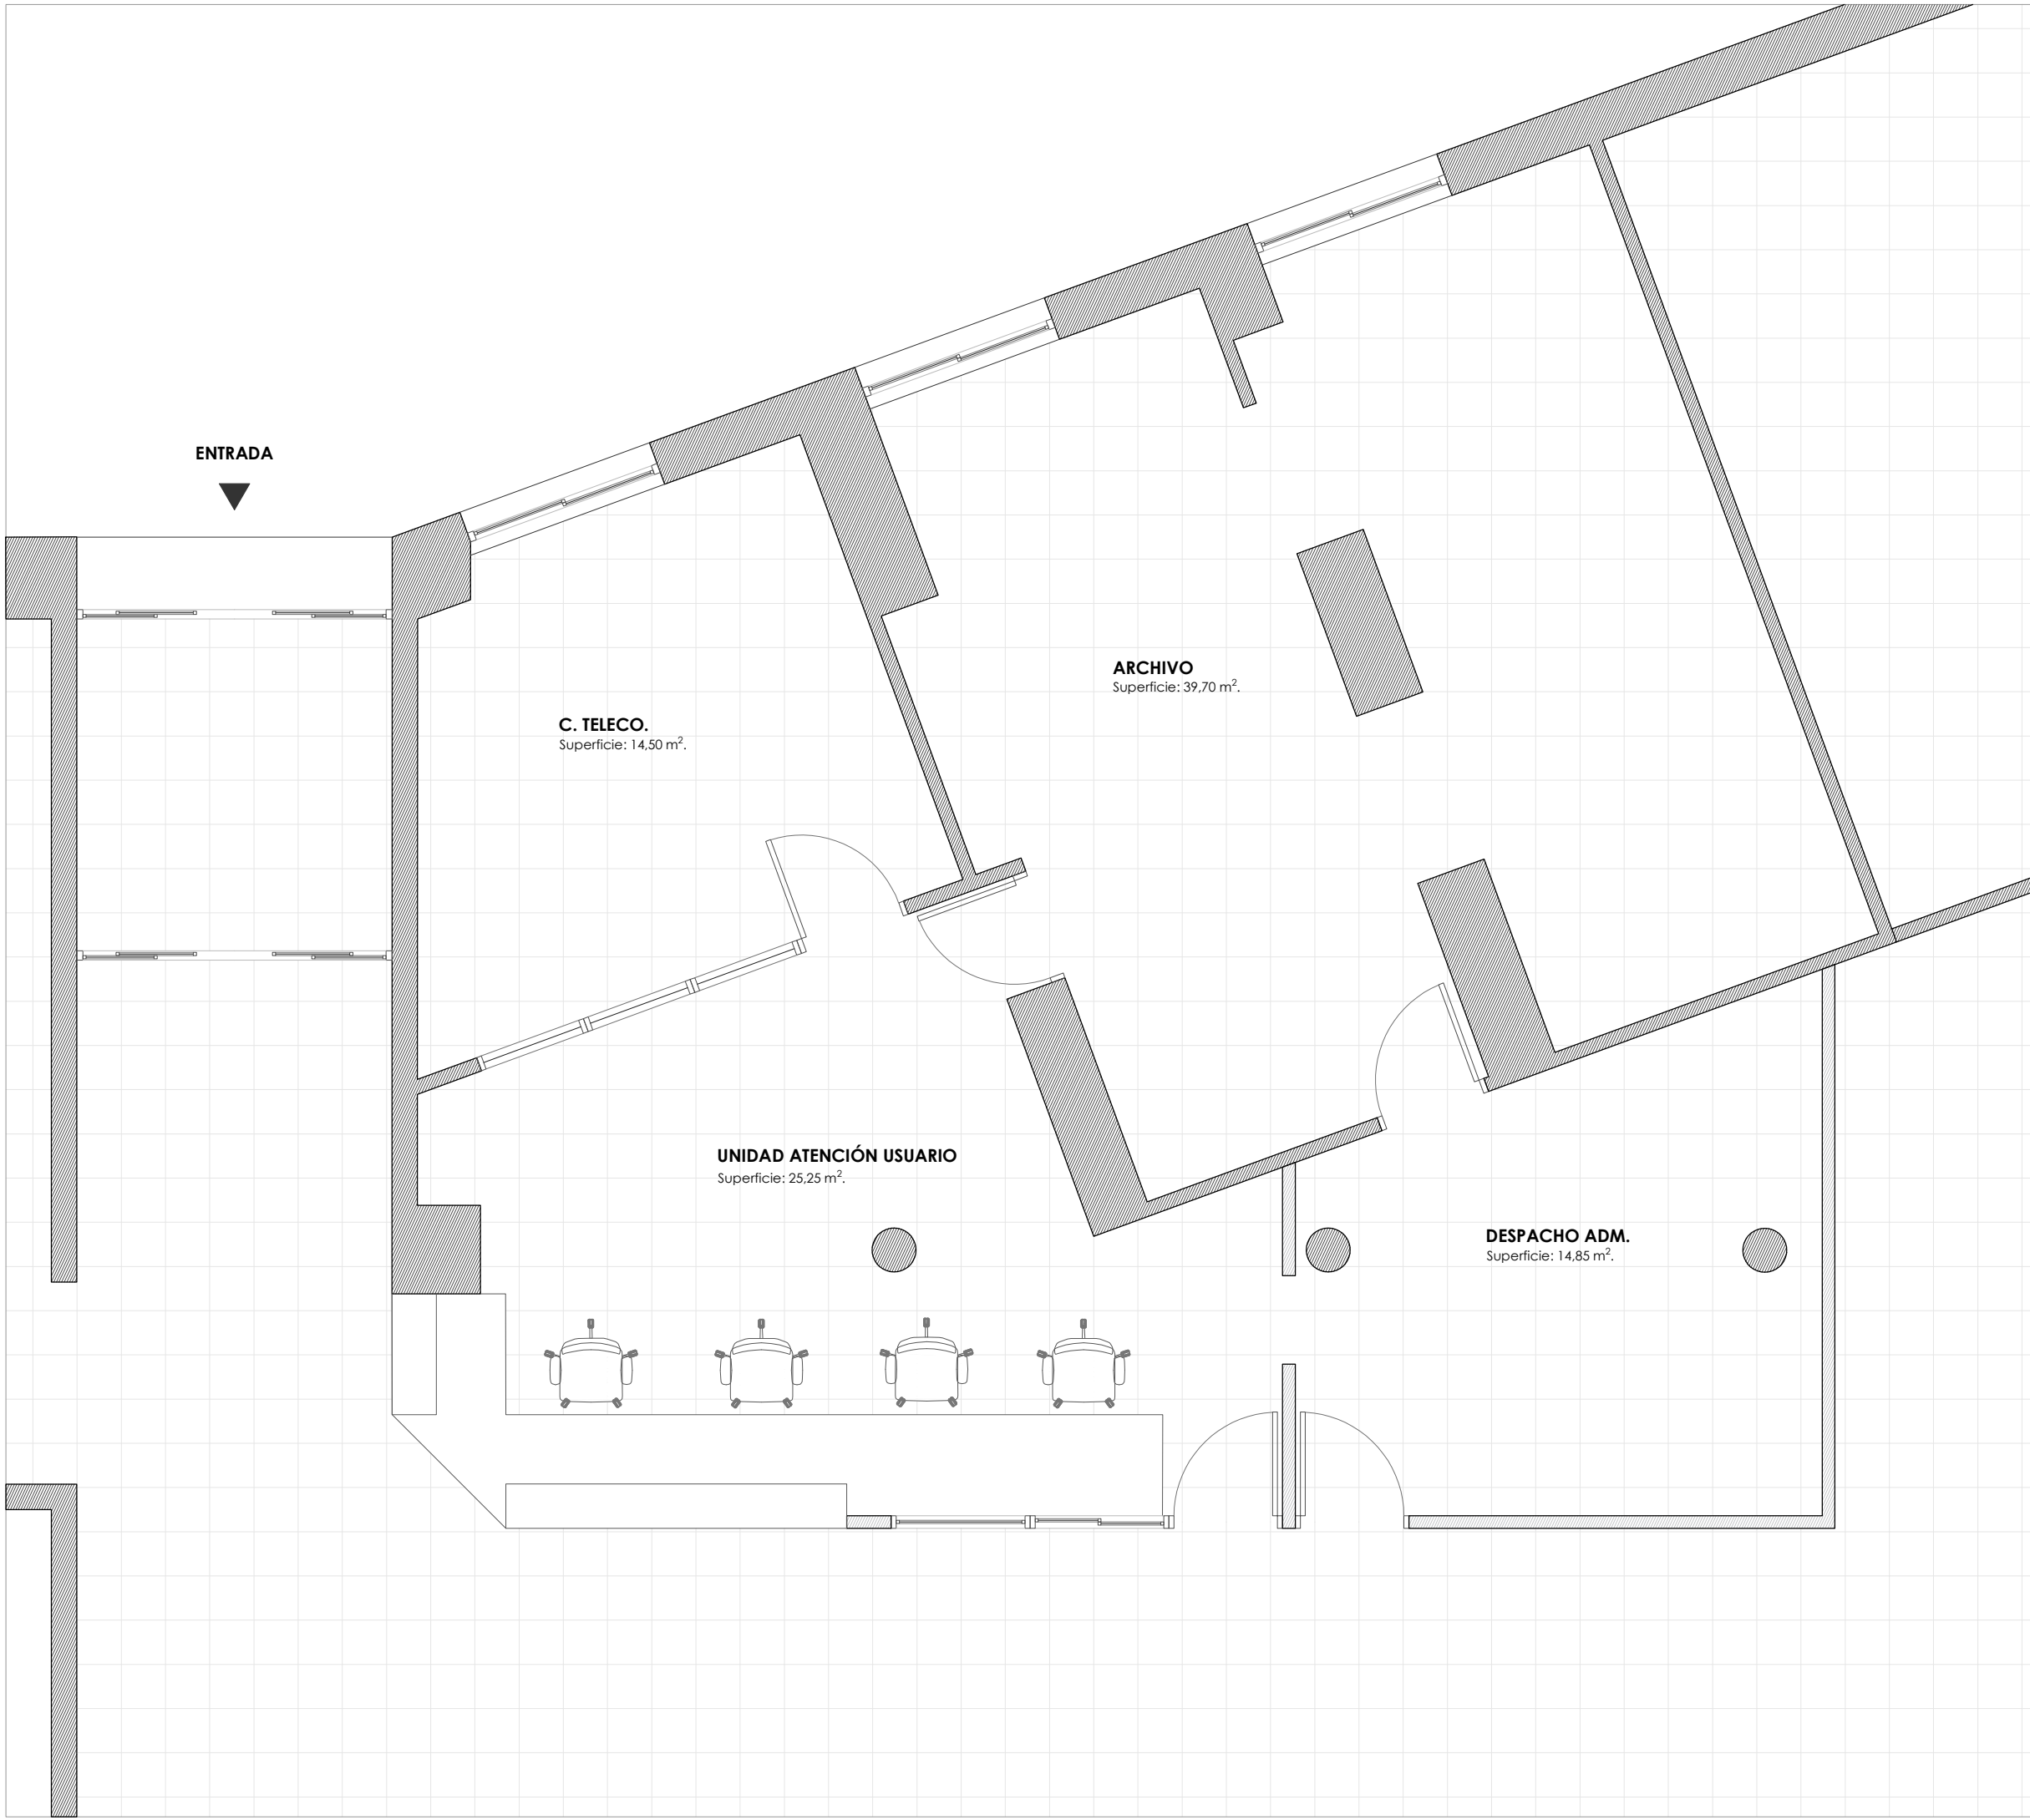 ENTRADA
ARCHIVO
Superficie: 39,70 m².
C. TELECO.
Superficie: 14,50 m².
UNIDAD ATENCIÓN USUARIO
Superficie: 25,25 m².
DESPACHO ADM.
Superficie: 14,85 m².